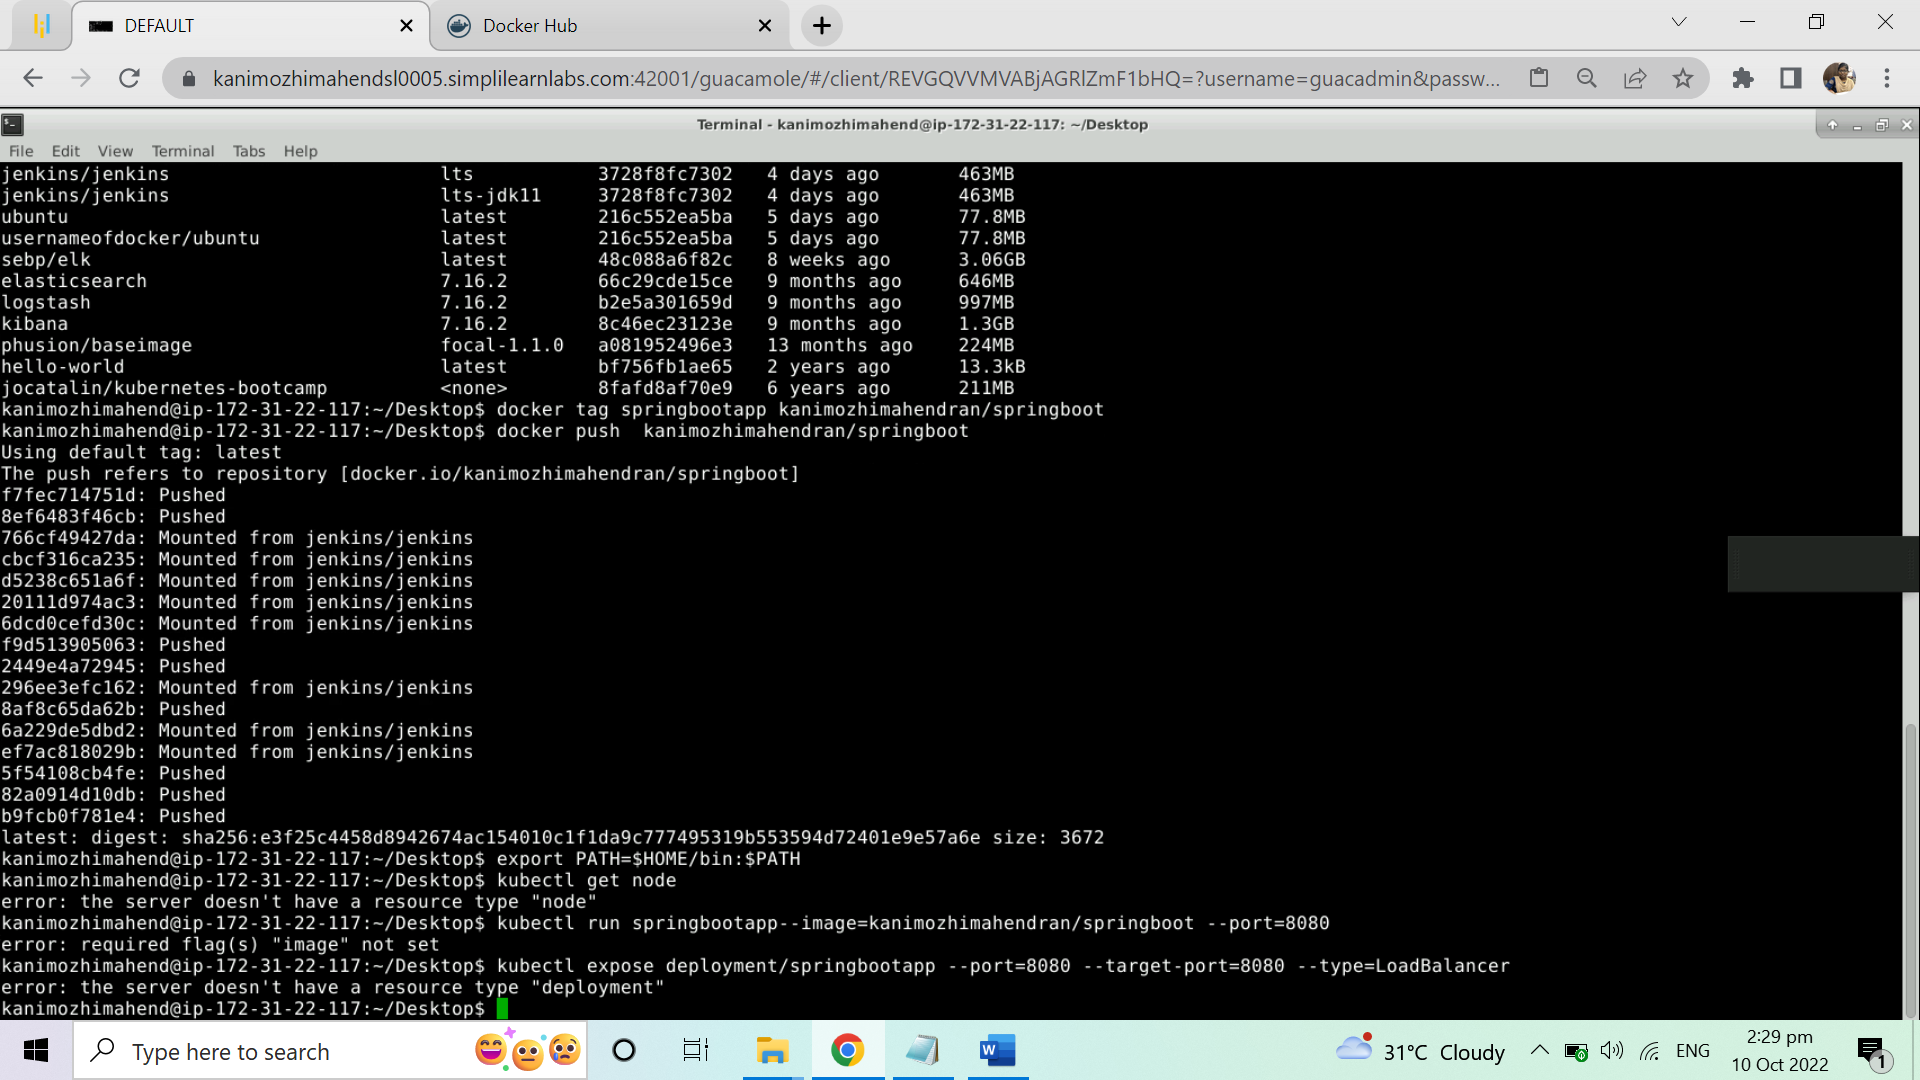 DEFAULT
Docker Hub
kanimozhimahendsl0005.simplilearnlabs.com:42001/guacamole/#/client/REVGQVVMVABjAGRlZmF1bHQ=?username=guacadmin&passw...
Terminal - kanimozhimahend@ip-172-31-22-117: ~/Desktop
File Edit View Terminal Tabs Help
jenkins/jenkins lts 3728f8fc7302 4 days ago 463MB
jenkins/jenkins lts-jdk11 3728f8fc7302 4 days ago 463MB
ubuntu latest 216c552ea5ba 5 days ago 77.8MB
usernameofdocker/ubuntu latest 216c552ea5ba 5 days ago 77.8MB
sebp/elk latest 48c088a6f82c 8 weeks ago 3.06GB
elasticsearch 7.16.2 66c29cde15ce 9 months ago 646MB
logstash 7.16.2 b2e5a301659d 9 months ago 997MB
kibana 7.16.2 8c46ec23123e 9 months ago 1.3GB
phusion/baseimage focal-1.1.0 a081952496e3 13 months ago 224MB
hello-world latest bf756fb1ae65 2 years ago 13.3kB
jocatalin/kubernetes-bootcamp <none> 8fafd8af70e9 6 years ago 211MB
kanimozhimahend@ip-172-31-22-117:~/Desktop$ docker tag springbootapp kanimozhimahendran/springboot
kanimozhimahend@ip-172-31-22-117:~/Desktop$ docker push  kanimozhimahendran/springboot
Using default tag: latest
The push refers to repository [docker.io/kanimozhimahendran/springboot]
f7fec714751d: Pushed
8ef6483f46cb: Pushed
766cf49427da: Mounted from jenkins/jenkins
cbcf316ca235: Mounted from jenkins/jenkins
d5238c651a6f: Mounted from jenkins/jenkins
20111d974ac3: Mounted from jenkins/jenkins
6dcd0cefd30c: Mounted from jenkins/jenkins
f9d513905063: Pushed
2449e4a72945: Pushed
296ee3efc162: Mounted from jenkins/jenkins
8af8c65da62b: Pushed
6a229de5dbd2: Mounted from jenkins/jenkins
ef7ac818029b: Mounted from jenkins/jenkins
5f54108cb4fe: Pushed
82a0914d10db: Pushed
b9fcb0f781e4: Pushed
latest: digest: sha256:e3f25c4458d8942674ac154010c1f1da9c777495319b553594d72401e9e57a6e size: 3672
kanimozhimahend@ip-172-31-22-117:~/Desktop$ export PATH=$HOME/bin:$PATH
kanimozhimahend@ip-172-31-22-117:~/Desktop$ kubectl get node
error: the server doesn't have a resource type "node"
kanimozhimahend@ip-172-31-22-117:~/Desktop$ kubectl run springbootapp--image=kanimozhimahendran/springboot --port=8080
error: required flag(s) "image" not set
kanimozhimahend@ip-172-31-22-117:~/Desktop$ kubectl expose deployment/springbootapp --port=8080 --target-port=8080 --type=LoadBalancer
error: the server doesn't have a resource type "deployment"
kanimozhimahend@ip-172-31-22-117:~/Desktop$
Type here to search
W
31°C Cloudy
ENG
2:29 pm
10 Oct 2022
1